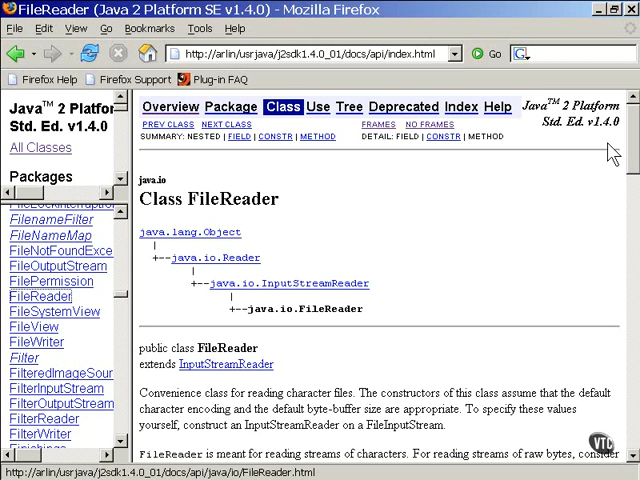 FileReader (Java 2 Platform SE v1.4.0) - Mozilla Firefox
File Edit View Go Bookmarks Tools Help
http://arlin/usrjava/j2sdk1.4.0_01/docs/api/index.html Go G
Firefox Help Firefox Support Plug-in FAQ
Java™ 2 Platfor
Std. Ed. v1.4.0
All Classes
Packages
FilenameFilter
FileNameMap
FileNotFoundExce
FileOutputStream
FilePermission
FileReader
FileSystemView
FileView
FileWriter
Filter
FilteredImageSour
FilterInputStream
FilterOutputStream
FilterReader
FilterWriter
Overview Package Class Use Tree Deprecated Index Help
Java™ 2 Platform
Std. Ed. v1.4.0
PREV CLASS NEXT CLASS FRAMES NO FRAMES
SUMMARY: NESTED | FIELD | CONSTR | METHOD DETAIL: FIELD | CONSTR | METHOD
java.io
Class FileReader
java.lang.Object
|
+--java.io.Reader
|
+--java.io.InputStreamReader
|
+--java.io.FileReader
public class FileReader
extends InputStreamReader
Convenience class for reading character files. The constructors of this class assume that the default
character encoding and the default byte-buffer size are appropriate. To specify these values
yourself, construct an InputStreamReader on a FileInputStream.
FileReader is meant for reading streams of characters. For reading streams of raw bytes, consider
VTC
http://arlin/usrjava/j2sdk1.4.0_01/docs/api/java/io/FileReader.html